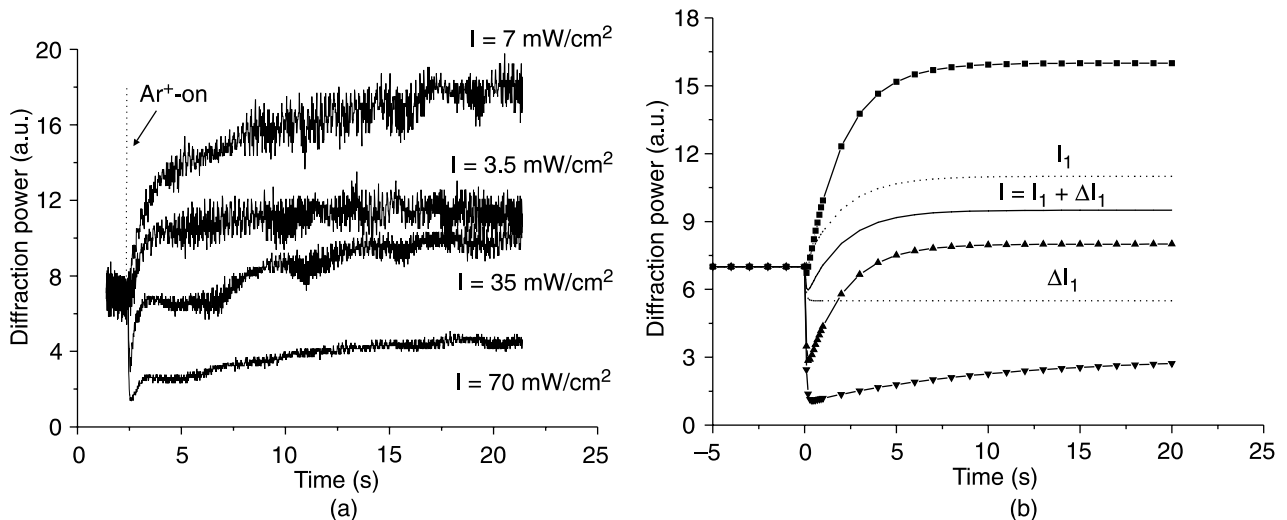 (a)
I = 7 mW/cm²
Ar⁺-on
I = 3.5 mW/cm²
I = 35 mW/cm²
I = 70 mW/cm²
20
16
12
8
4
0
Diffraction power (a.u.)
0 5 10 15 20 25
Time (s)
(a)
(b)
18
15
12
9
6
3
0
Diffraction power (a.u.)
I₁
I = I₁ + ΔI₁
ΔI₁
−5 0 5 10 15 20 25
Time (s)
(b)